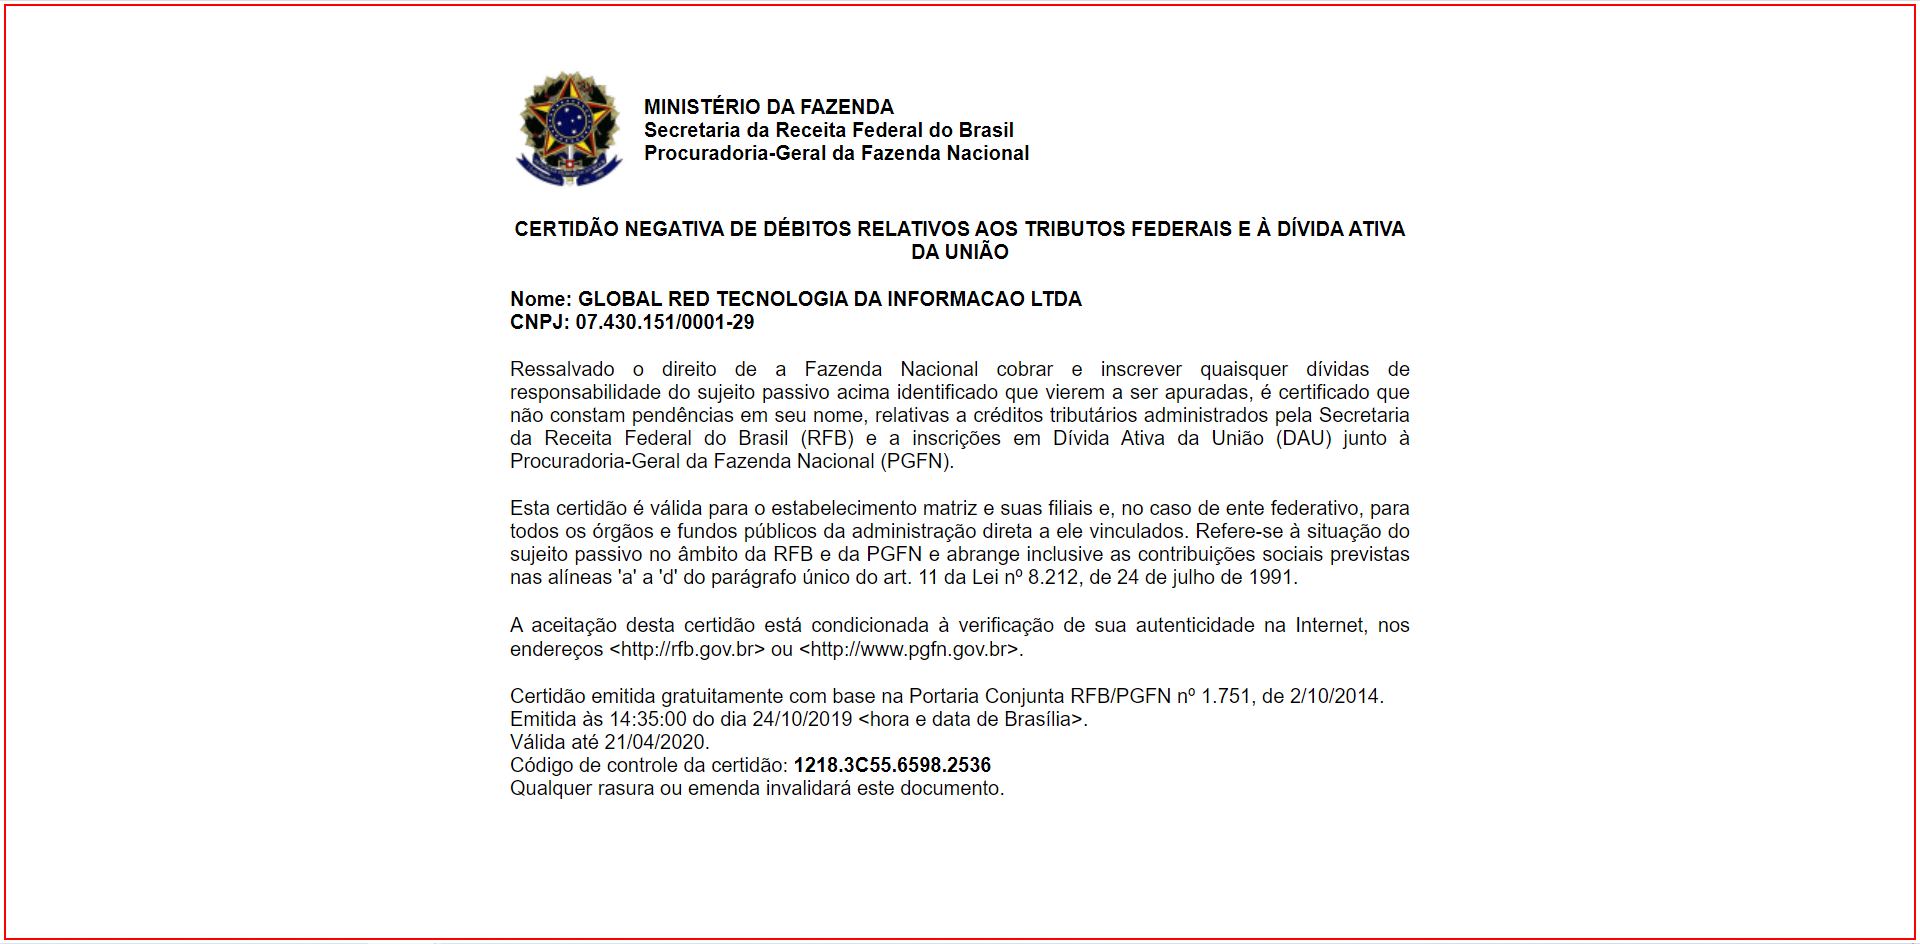 MINISTÉRIO DA FAZENDA
Secretaria da Receita Federal do Brasil
Procuradoria-Geral da Fazenda Nacional
CERTIDÃO NEGATIVA DE DÉBITOS RELATIVOS AOS TRIBUTOS FEDERAIS E À DÍVIDA ATIVA
DA UNIÃO
Nome: GLOBAL RED TECNOLOGIA DA INFORMACAO LTDA
CNPJ: 07.430.151/0001-29
Ressalvado o direito de a Fazenda Nacional cobrar e inscrever quaisquer dívidas de
responsabilidade do sujeito passivo acima identificado que vierem a ser apuradas, é certificado que
não constam pendências em seu nome, relativas a créditos tributários administrados pela Secretaria
da Receita Federal do Brasil (RFB) e a inscrições em Dívida Ativa da União (DAU) junto à
Procuradoria-Geral da Fazenda Nacional (PGFN).
Esta certidão é válida para o estabelecimento matriz e suas filiais e, no caso de ente federativo, para
todos os órgãos e fundos públicos da administração direta a ele vinculados. Refere-se à situação do
sujeito passivo no âmbito da RFB e da PGFN e abrange inclusive as contribuições sociais previstas
nas alíneas 'a' a 'd' do parágrafo único do art. 11 da Lei nº 8.212, de 24 de julho de 1991.
A aceitação desta certidão está condicionada à verificação de sua autenticidade na Internet, nos
endereços <http://rfb.gov.br> ou <http://www.pgfn.gov.br>.
Certidão emitida gratuitamente com base na Portaria Conjunta RFB/PGFN nº 1.751, de 2/10/2014.
Emitida às 14:35:00 do dia 24/10/2019 <hora e data de Brasília>.
Válida até 21/04/2020.
Código de controle da certidão: 1218.3C55.6598.2536
Qualquer rasura ou emenda invalidará este documento.